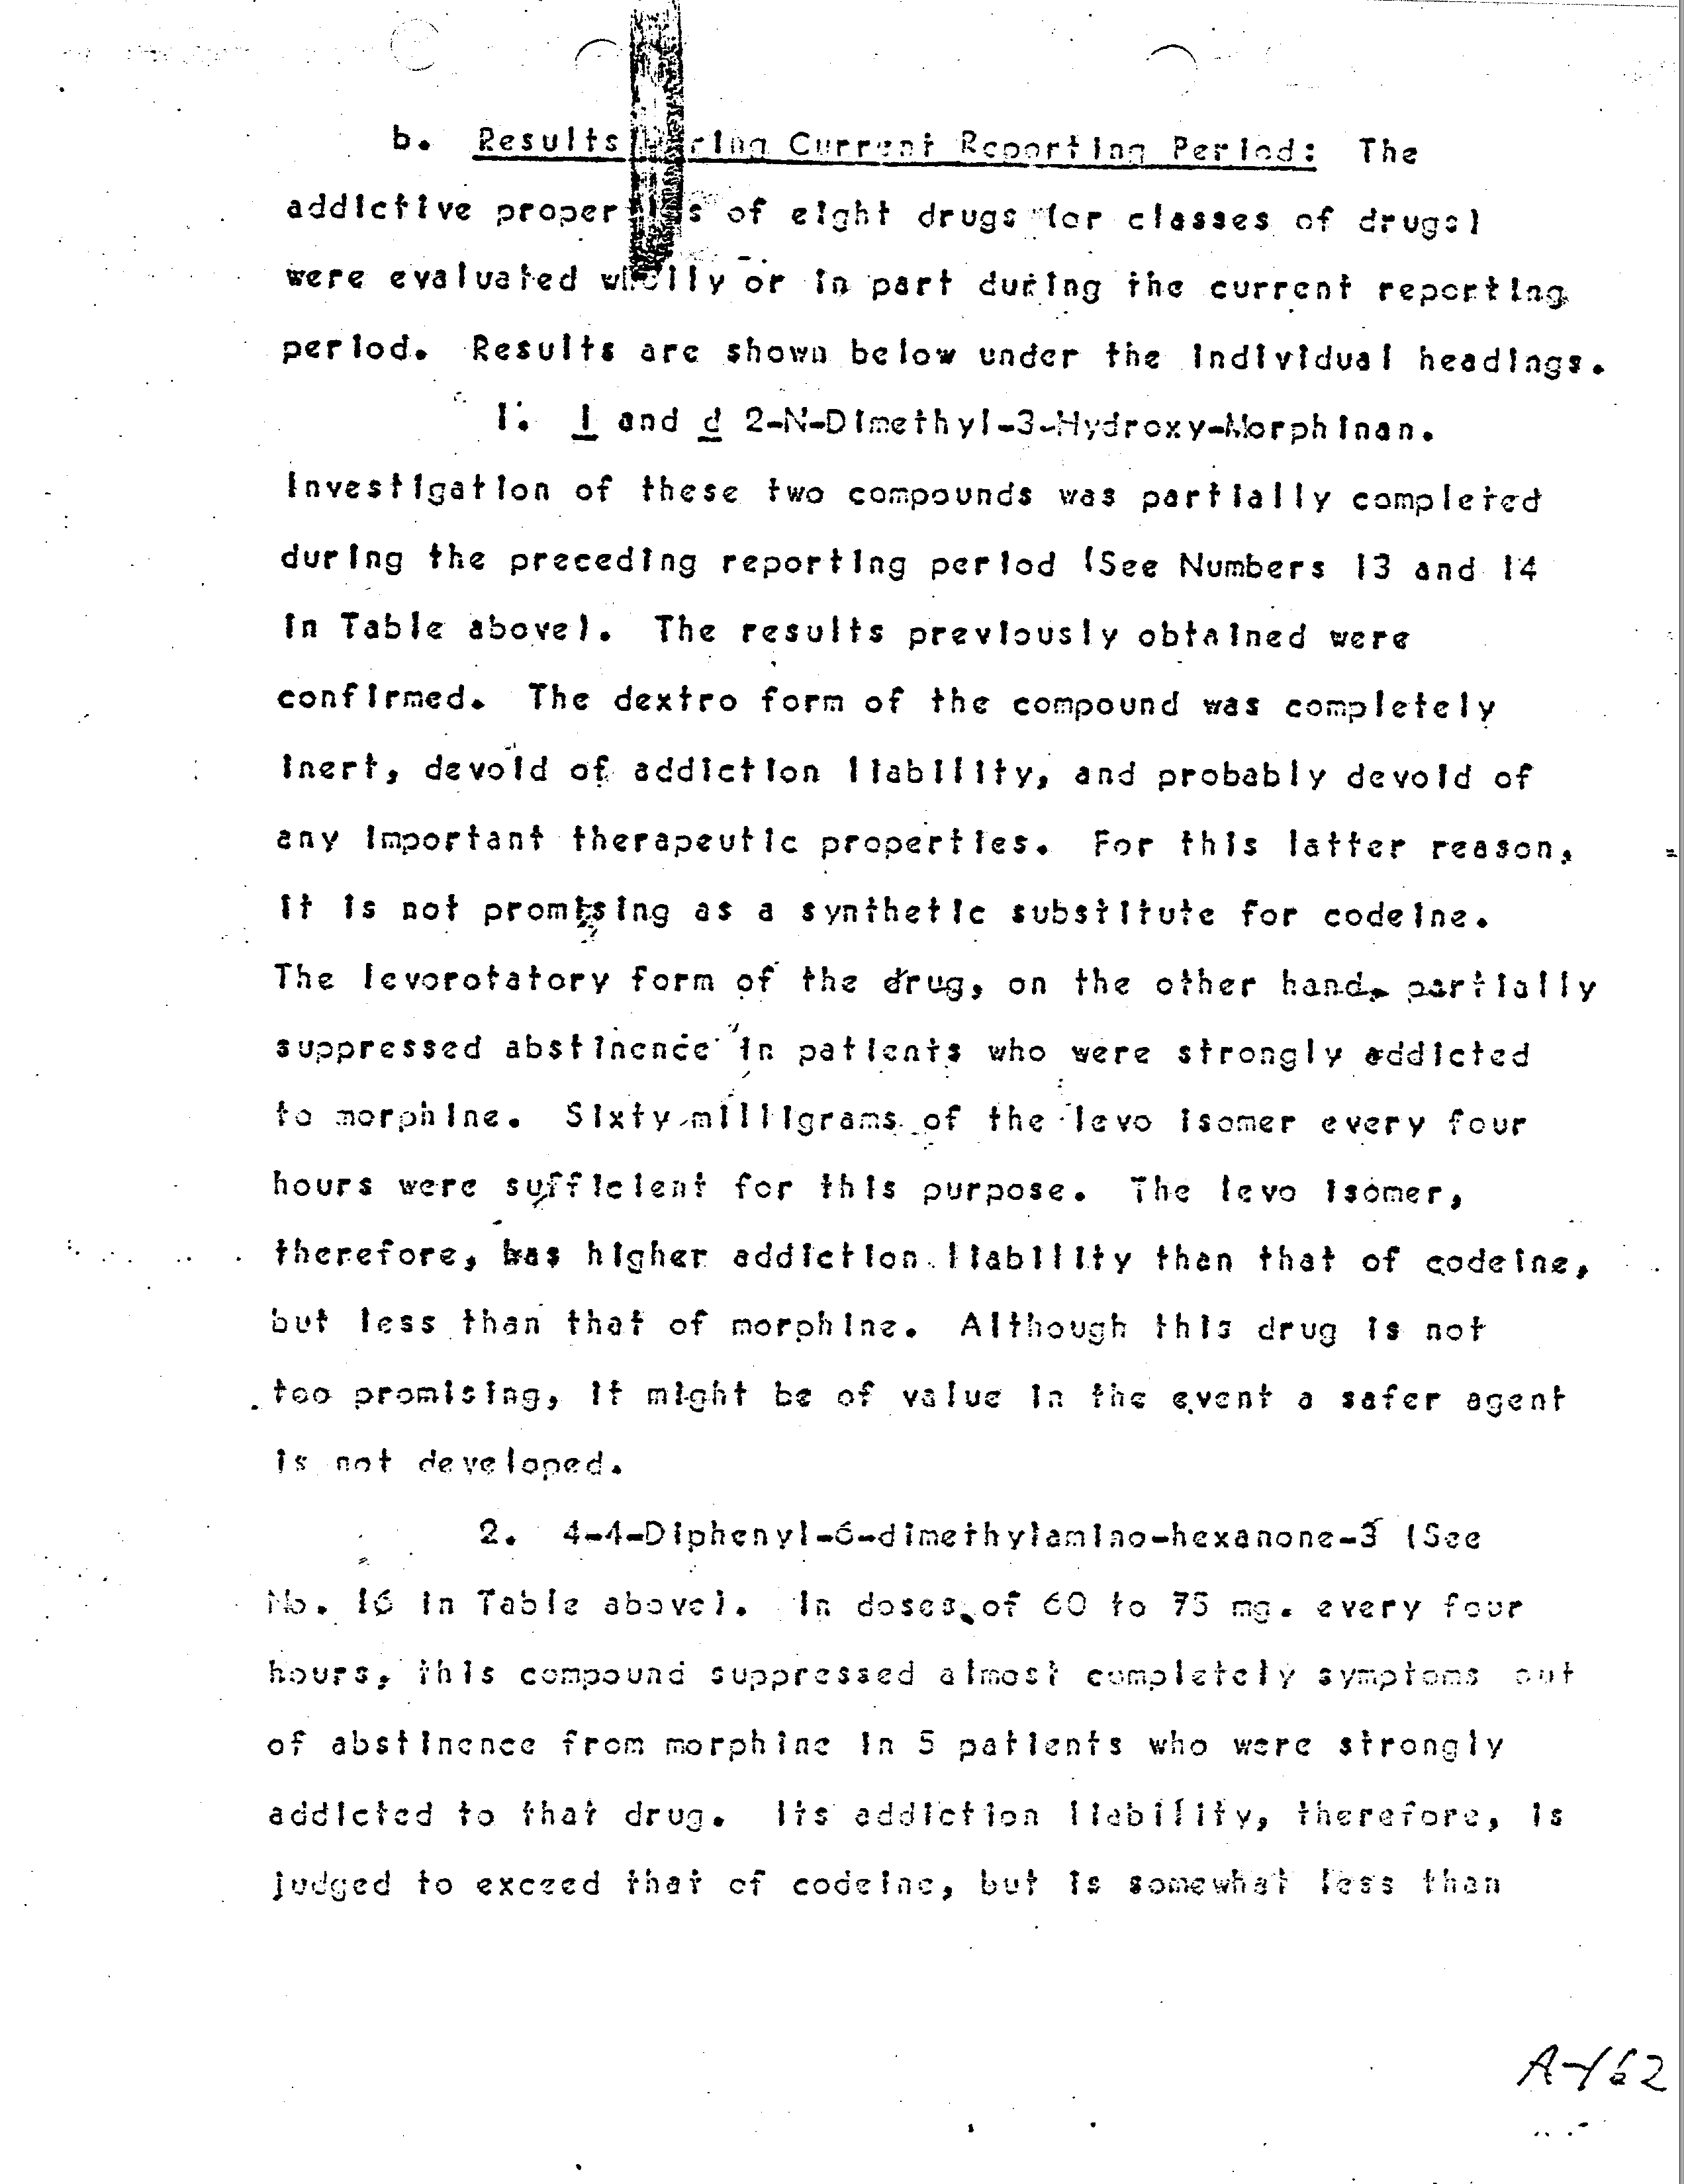 b. Results During Current Reporting Period: The
addictive properties of eight drugs (or classes of drugs)
were evaluated wholly or in part during the current reporting
period. Results are shown below under the individual headings.
1. l and d 2-N-Dimethyl-3-Hydroxy-Morphinan.
Investigation of these two compounds was partially completed
during the preceding reporting period (See Numbers 13 and 14
in Table above). The results previously obtained were
confirmed. The dextro form of the compound was completely
inert, devoid of addiction liability, and probably devoid of
any important therapeutic properties. For this latter reason,
it is not promising as a synthetic substitute for codeine.
The levorotatory form of the drug, on the other hand, partially
suppressed abstinence in patients who were strongly addicted
to morphine. Sixty milligrams of the levo isomer every four
hours were sufficient for this purpose. The levo isomer,
therefore, has higher addiction liability than that of codeine,
but less than that of morphine. Although this drug is not
too promising, it might be of value in the event a safer agent
is not developed.
2. 4-4-Diphenyl-6-dimethylamino-hexanone-3 (See
No. 16 in Table above). In doses of 60 to 75 mg. every four
hours, this compound suppressed almost completely symptoms out
of abstinence from morphine in 5 patients who were strongly
addicted to that drug. Its addiction liability, therefore, is
judged to exceed that of codeine, but is somewhat less than
A-162